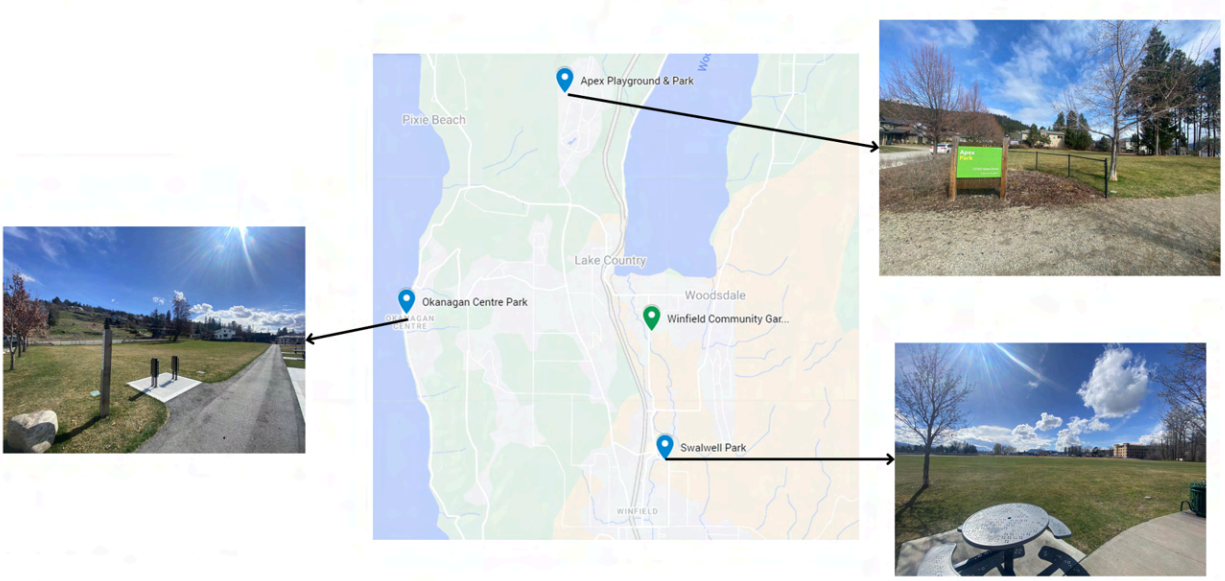 Apex Playground & Park
Pixie Beach
Apex
Park
Lake Country
Woodsdale
Okanagan Centre Park
CENTRE
Winfield Community Gar...
Swalwell Park
WINFIELD